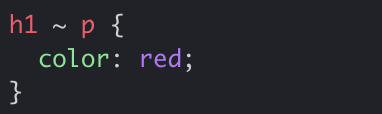 h1 ~ p {
  color: red;
}